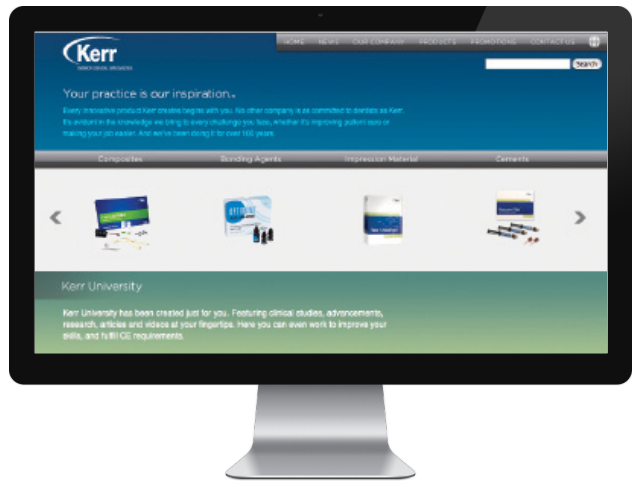 HOME NEWS OUR COMPANY PRODUCTS PROMOTIONS CONTACT US
Kerr
Search
Your practice is our inspiration.™
Every innovative product Kerr creates begins with you. No other company is as committed to dentists as Kerr.
It's evident in the knowledge we bring to every challenge you face, whether it's improving patient care or
making your job easier. And we've been doing it for over 100 years.
Composites Bonding Agents Impression Material Cements
Kerr University
Kerr University has been created just for you. Featuring clinical studies, advancements,
research, articles and videos at your fingertips. Here you can even work to improve your
skills, and fulfill CE requirements.